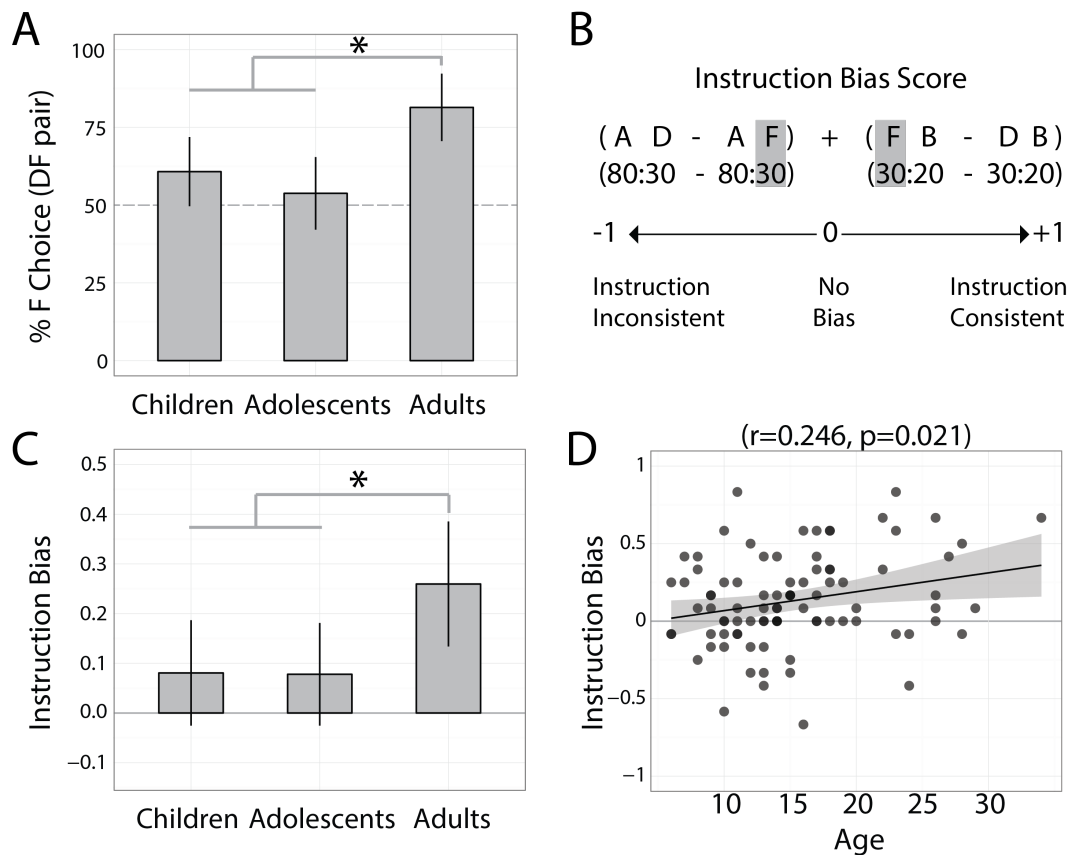 A
% F Choice (DF pair)
100
75
50
25
0
*
Children Adolescents Adults
B
Instruction Bias Score
( A D - A F ) + ( F B - D B )
(80:30 - 80:30) (30:20 - 30:20)
-1 0 +1
Instruction Inconsistent
No Bias
Instruction Consistent
C
Instruction Bias
0.5
0.4
0.3
0.2
0.1
0.0
−0.1
*
Children Adolescents Adults
D
(r=0.246, p=0.021)
Instruction Bias
1
0.5
0
−0.5
−1
10 15 20 25 30
Age